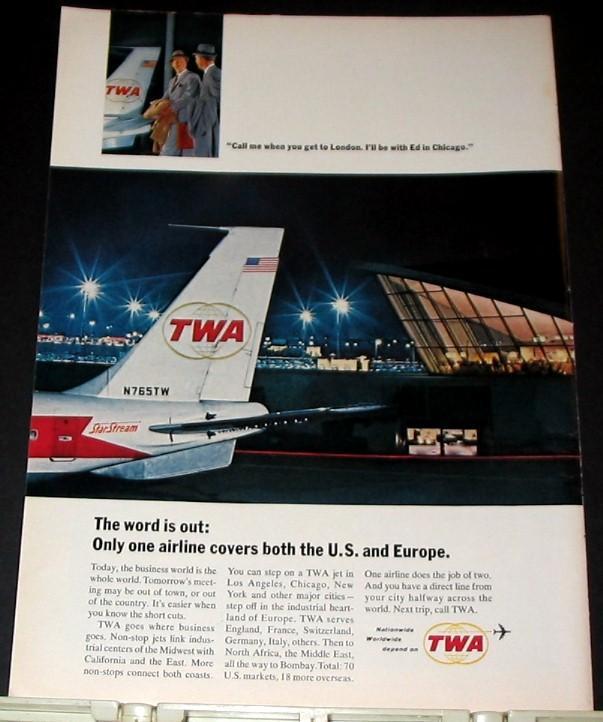 TWA
"Call me when you get to London. I'll be with Ed in Chicago."
TWA
N765TW
StarStream
The word is out:
Only one airline covers both the U.S. and Europe.
Today, the business world is the
whole world. Tomorrow's meet-
ing may be out of town, or out
of the country. It's easier when
you know the short cuts.
TWA goes where business
goes. Non-stop jets link indus-
trial centers of the Midwest with
California and the East. More
non-stops connect both coasts.
You can step on a TWA jet in
Los Angeles, Chicago, New
York and other major cities—
step off in the industrial heart-
land of Europe. TWA serves
England, France, Switzerland,
Germany, Italy, others. Then to
North Africa, the Middle East,
all the way to Bombay. Total: 70
U.S. markets, 18 more overseas.
One airline does the job of two.
And you have a direct line from
your city halfway across the
world. Next trip, call TWA.
Nationwide
Worldwide
depend on
TWA